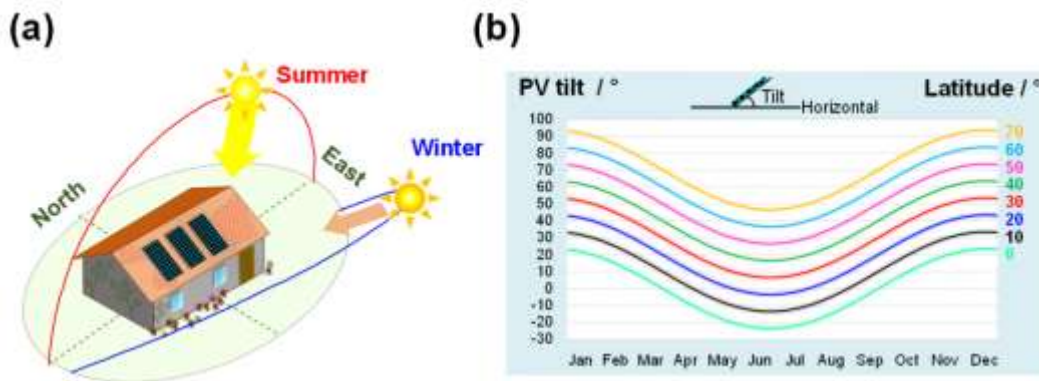 (a)
Summer
Winter
North
East
(b)
PV tilt / °
Latitude / °
Tilt
Horizontal
100
90
80
70
60
50
40
30
20
10
0
-10
-20
-30
70
60
50
40
30
20
10
0
Jan Feb Mar Apr May Jun Jul Aug Sep Oct Nov Dec